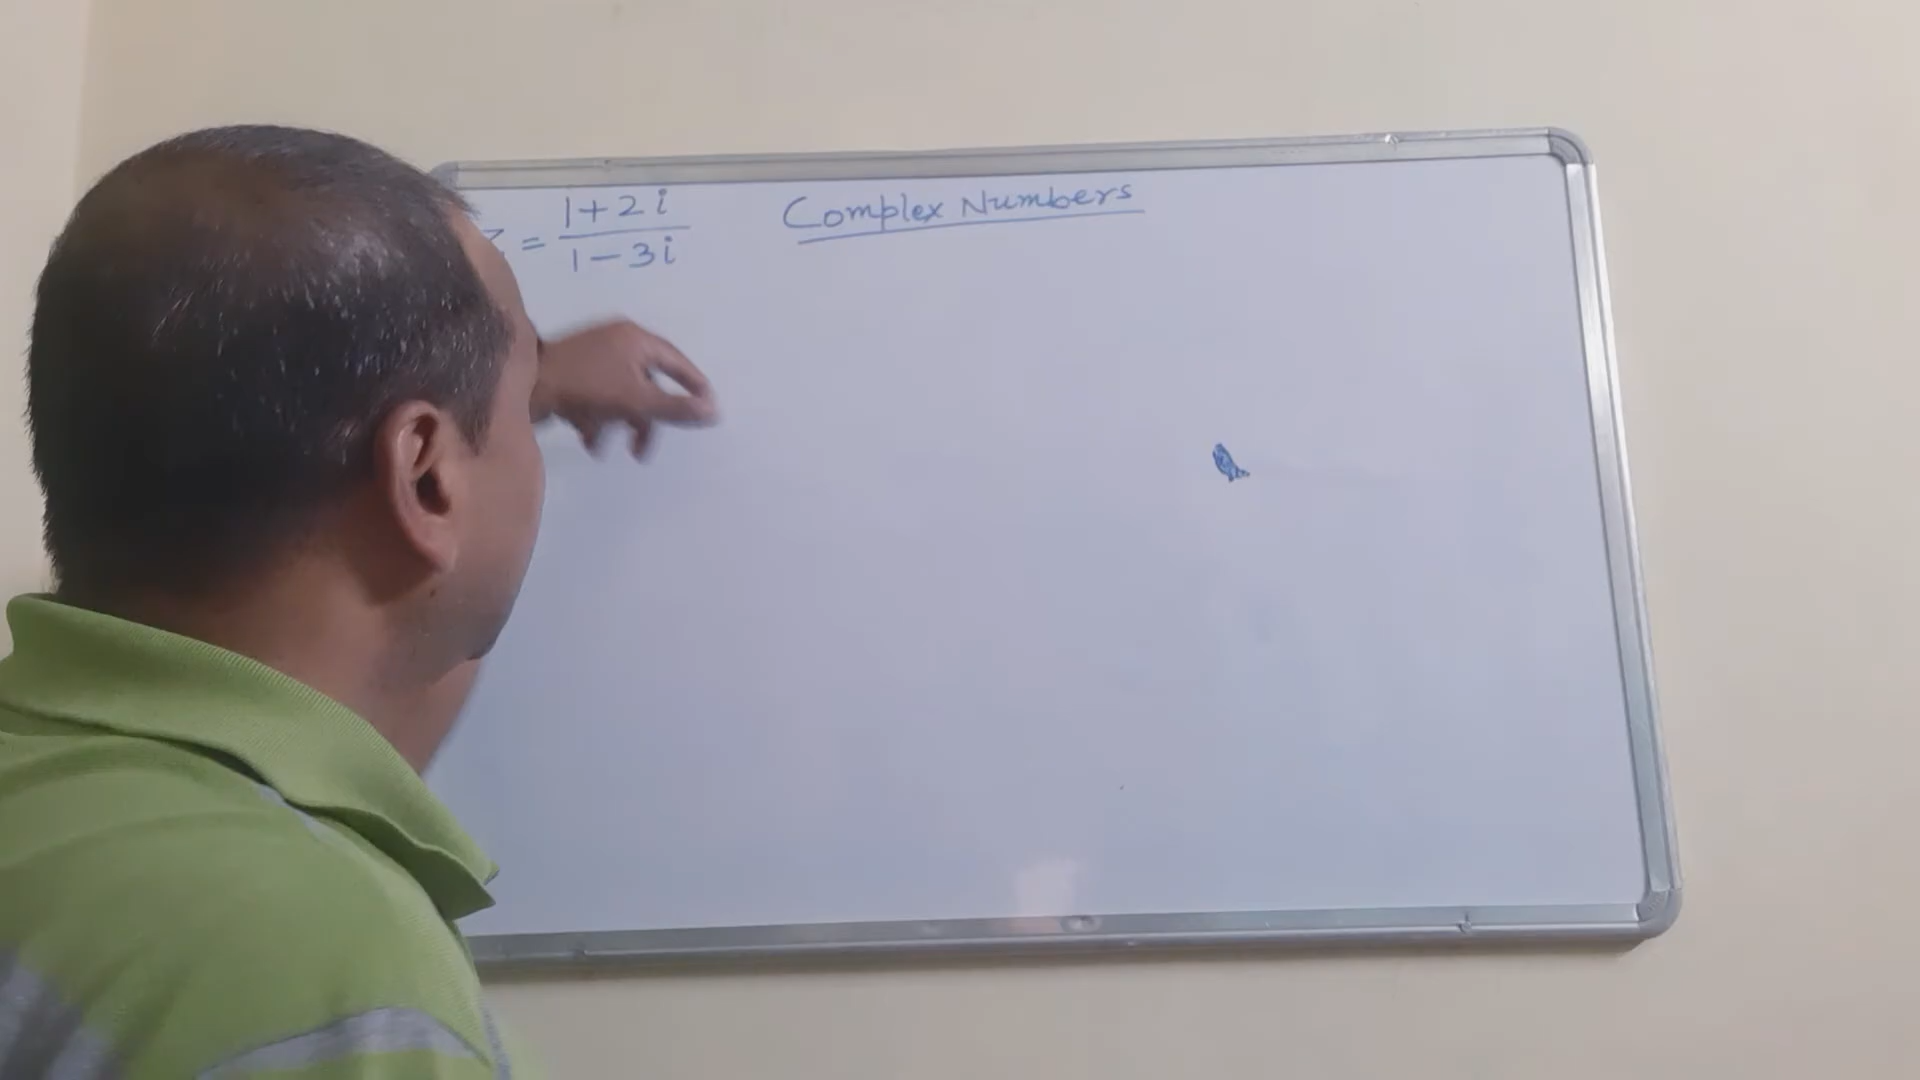 = (1+2i)/(1-3i)
Complex Numbers